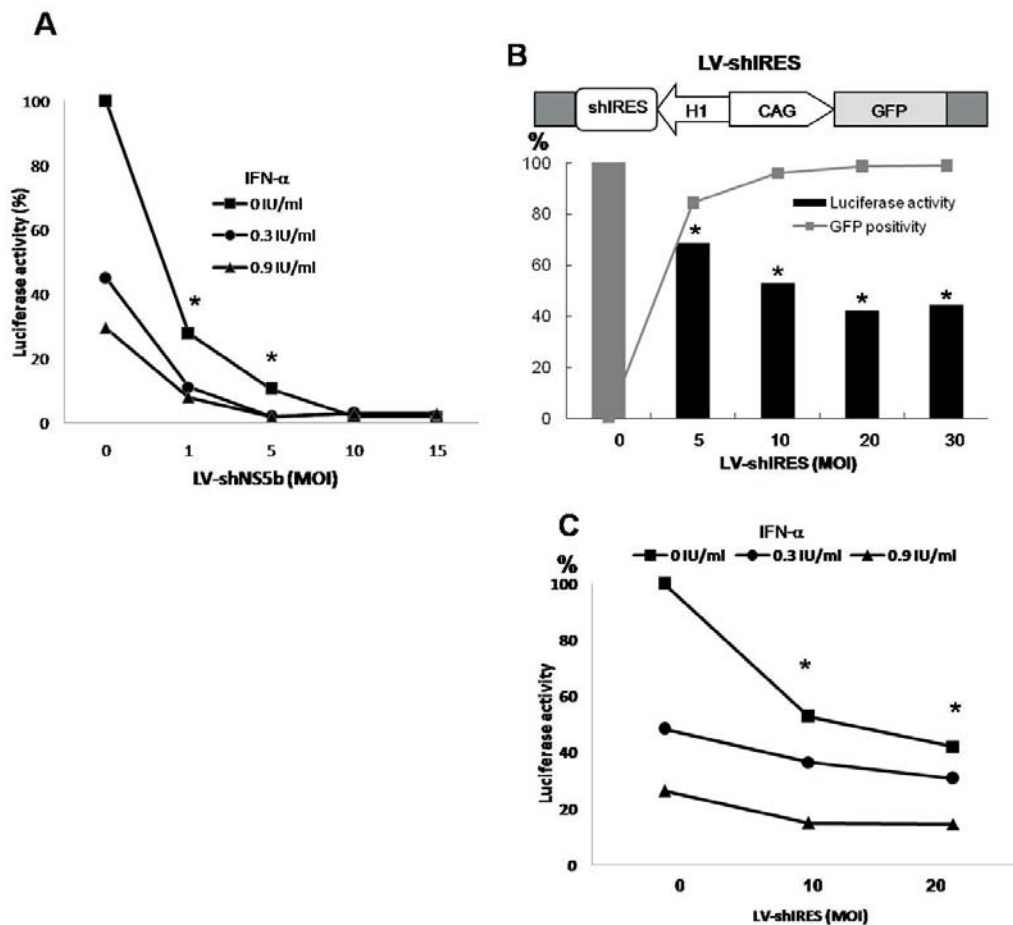 A
100
80
60
40
20
0
Luciferase activity (%)
IFN-α
0 IU/ml
0.3 IU/ml
0.9 IU/ml
*
*
0 1 5 10 15
LV-shNS5b (MOI)
B
LV-shIRES
shIRES H1 CAG GFP
%
100
80
60
40
20
0
Luciferase activity
GFP positivity
* * * *
0 5 10 20 30
LV-shIRES (MOI)
C
IFN-α
0 IU/ml 0.3 IU/ml 0.9 IU/ml
%
100
80
60
40
20
0
Luciferase activity
*
*
0 10 20
LV-shIRES (MOI)